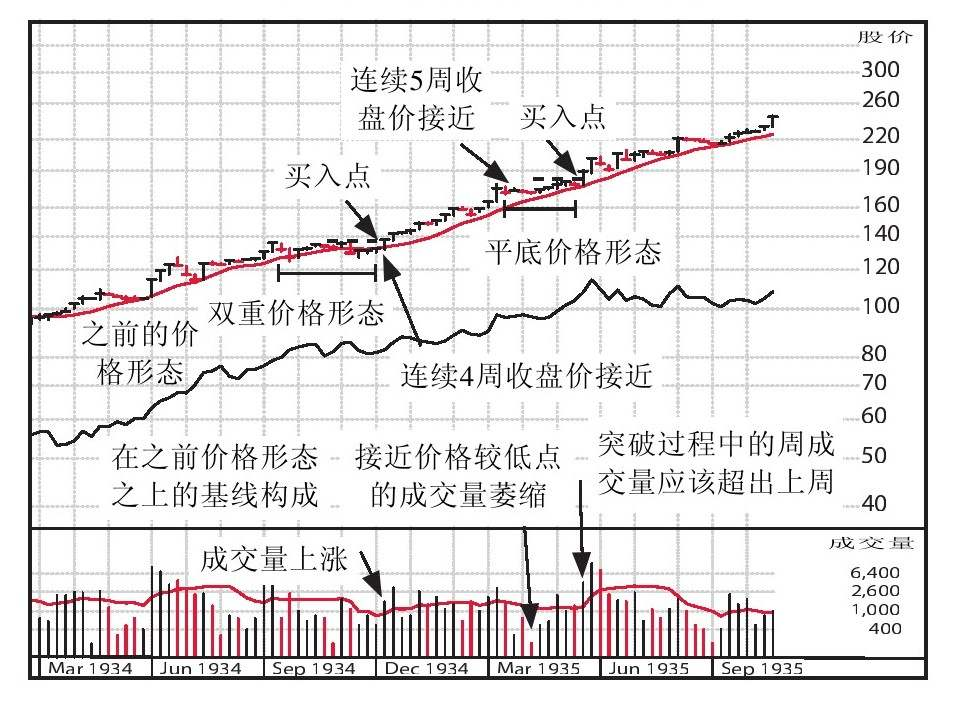 股价
300
连续5周收
盘价接近
260
买入点
220
190
买入点
160
140
平底价格形态
120
双重价格形态
100
之前的价
格形态
80
连续4周收盘价接近
70
60
在之前价格形态
之上的基线构成
接近价格较低点
的成交量萎缩
突破过程中的周成
交量应该超出上周
50
40
成交量
成交量上涨
6,400
2,600
1,000
400
Mar 1934 Jun 1934 Sep 1934 Dec 1934 Mar 1935 Jun 1935 Sep 1935